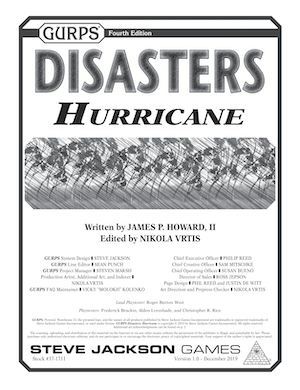 GURPS Fourth Edition
DISASTERS
HURRICANE
Written by JAMES P. HOWARD, II
Edited by NIKOLA VRTIS
GURPS System Design ❚ STEVE JACKSON
GURPS Line Editor ❚ SEAN PUNCH
GURPS Project Manager ❚ STEVEN MARSH
Production Artist, Additional Art, and Indexer ❚
NIKOLA VRTIS
GURPS FAQ Maintainer ❚ VICKY "MOLOKH" KOLENKO
Chief Executive Officer ❚ PHILIP REED
Chief Creative Officer ❚ SAM MITSCHKE
Chief Operating Officer ❚ SUSAN BUENO
Director of Sales ❚ ROSS JEPSON
Page Design ❚ PHIL REED and JUSTIN DE WITT
Art Direction and Prepress Checker ❚ NIKOLA VRTIS
Lead Playtester: Roger Burton West
Playtesters: Frederick Brackin, Alden Loveshade, and Christopher R. Rice
STEVE JACKSON GAMES
Stock #37-1711
Version 1.0 – December 2019